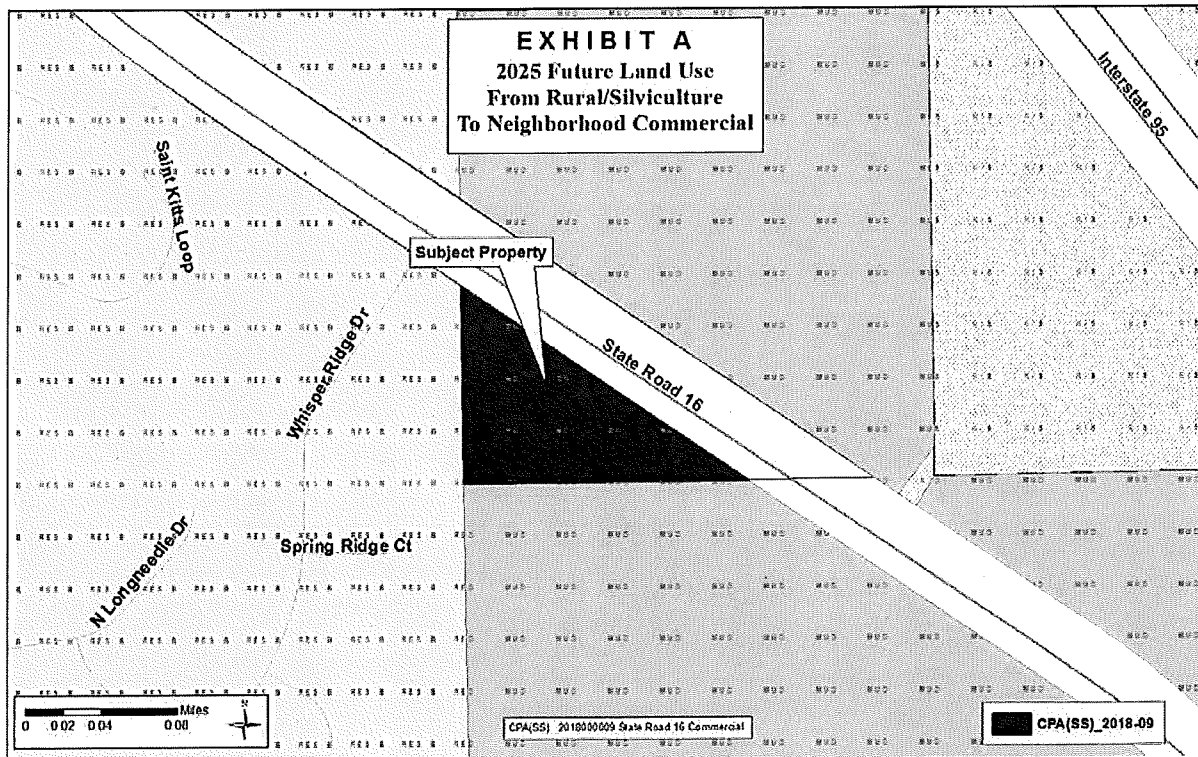 EXHIBIT A
2025 Future Land Use
From Rural/Silviculture
To Neighborhood Commercial
Interstate 95
Saint Kitts Loop
Subject Property
Whisper Ridge Dr
State Road 16
Spring Ridge Ct
N Longneedle Dr
Miles
0 0.02 0.04 0.08
N
CPA(SS) 2018000009 State Road 16 Commercial
CPA(SS)_2018-09